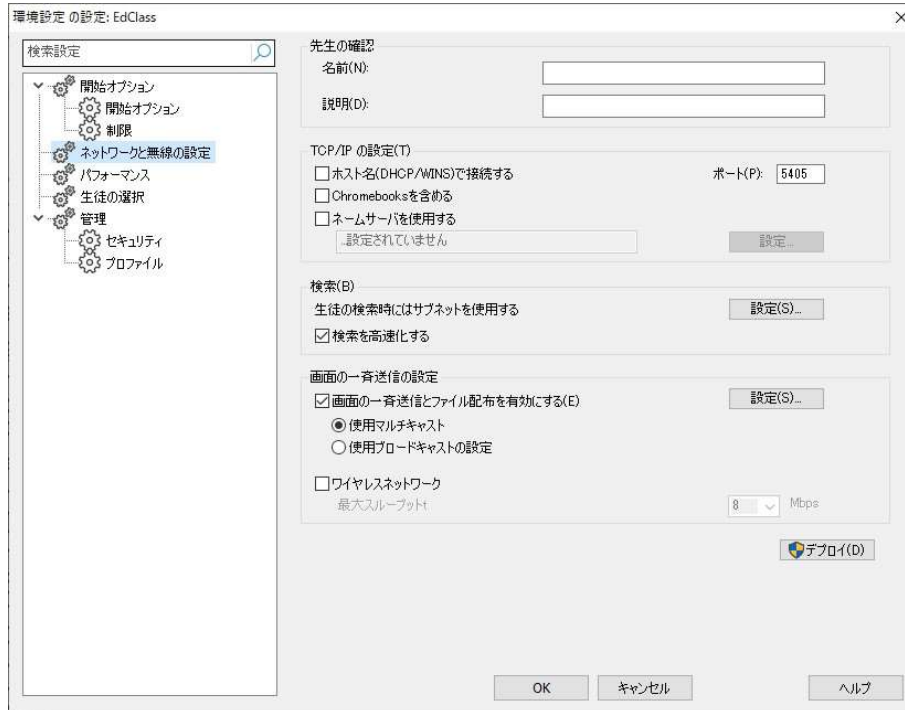 環境設定 の設定: EdClass
検索設定
開始オプション
開始オプション
制限
ネットワークと無線の設定
パフォーマンス
生徒の選択
管理
セキュリティ
プロファイル
先生の確認
名前(N):
説明(D):
TCP/IP の設定(T)
ホスト名(DHCP/WINS)で接続する
ポート(P): 5405
Chromebooksを含める
ネームサーバを使用する
..設定されていません
設定...
検索(B)
生徒の検索時にはサブネットを使用する
設定(S)...
検索を高速化する
画面の一斉送信の設定
画面の一斉送信とファイル配布を有効にする(E)
設定(S)...
使用マルチキャスト
使用ブロードキャストの設定
ワイヤレスネットワーク
最大スループットt
8 Mbps
デプロイ(D)
OK キャンセル ヘルプ